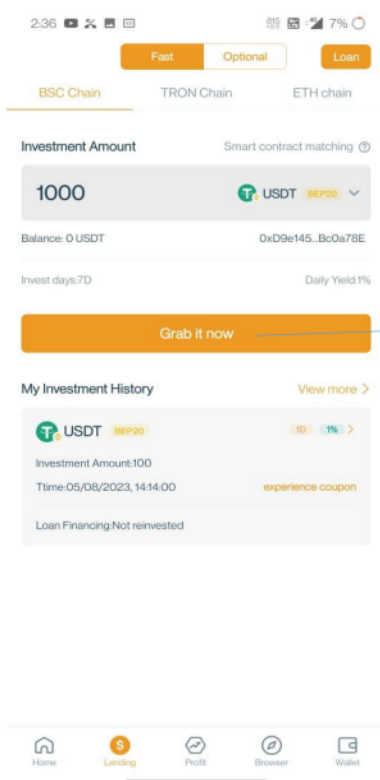 2:36 7%
Fast Optional Loan
BSC Chain TRON Chain ETH chain
Investment Amount Smart contract matching
1000 USDT BEP20
Balance: 0 USDT 0xD9e145...Bc0a78E
Invest days:7D Daily Yield:1%
Grab it now
My Investment History View more >
USDT BEP20 1D 1% >
Investment Amount:100
Ttime:05/08/2023, 14:14:00 experience coupon
Loan Financing:Not reinvested
Home Lending Profit Browser Wallet